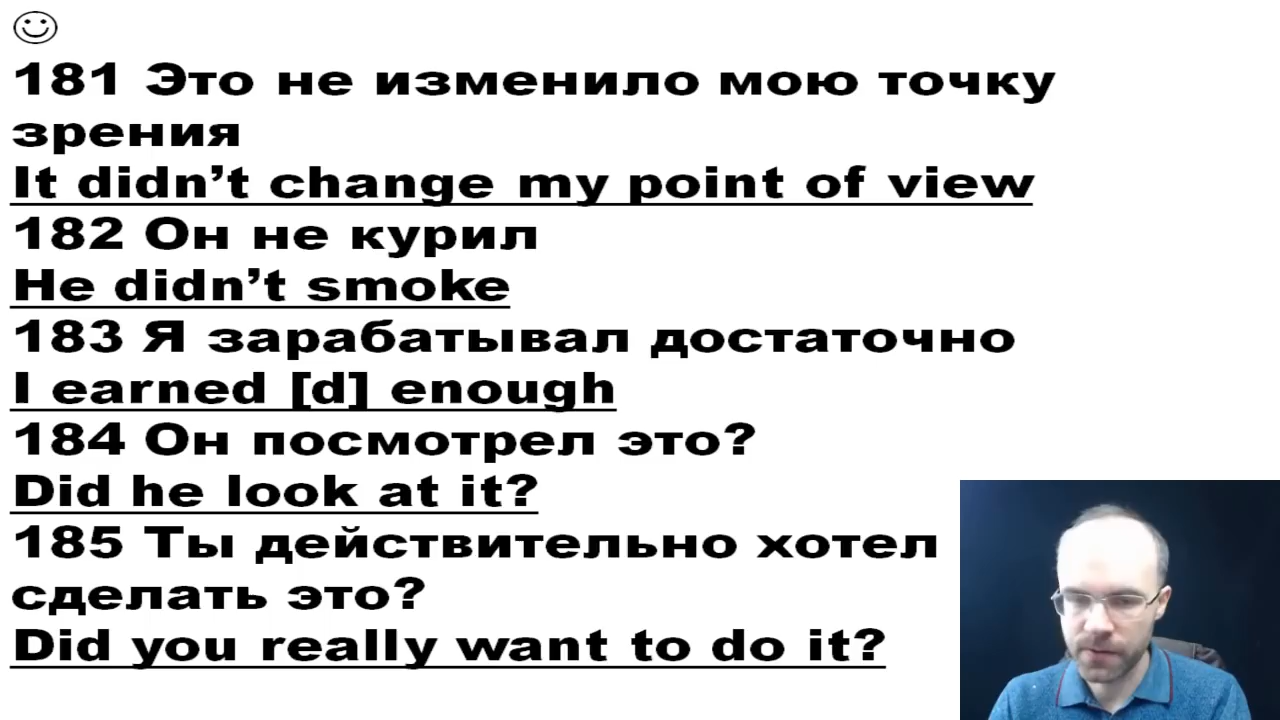 181 Это не изменило мою точку
зрения
It didn’t change my point of view
182 Он не курил
He didn’t smoke
183 Я зарабатывал достаточно
I earned [d] enough
184 Он посмотрел это?
Did he look at it?
185 Ты действительно хотел
сделать это?
Did you really want to do it?